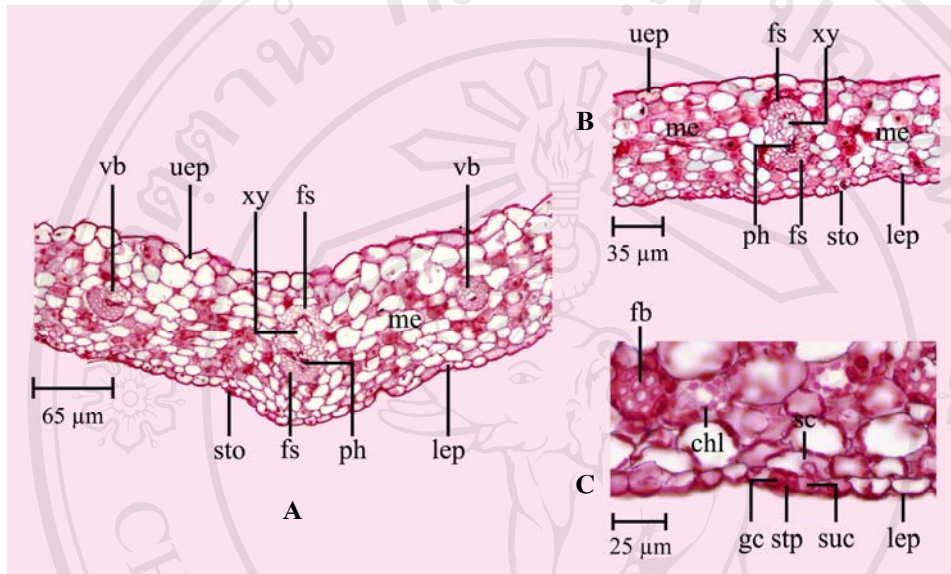 uep fs xy
B
me me
ph fs sto lep
35 µm
vb uep xy fs vb
me
65 µm
sto fs ph lep
A
fb
chl sc
C
25 µm
gc stp suc lep